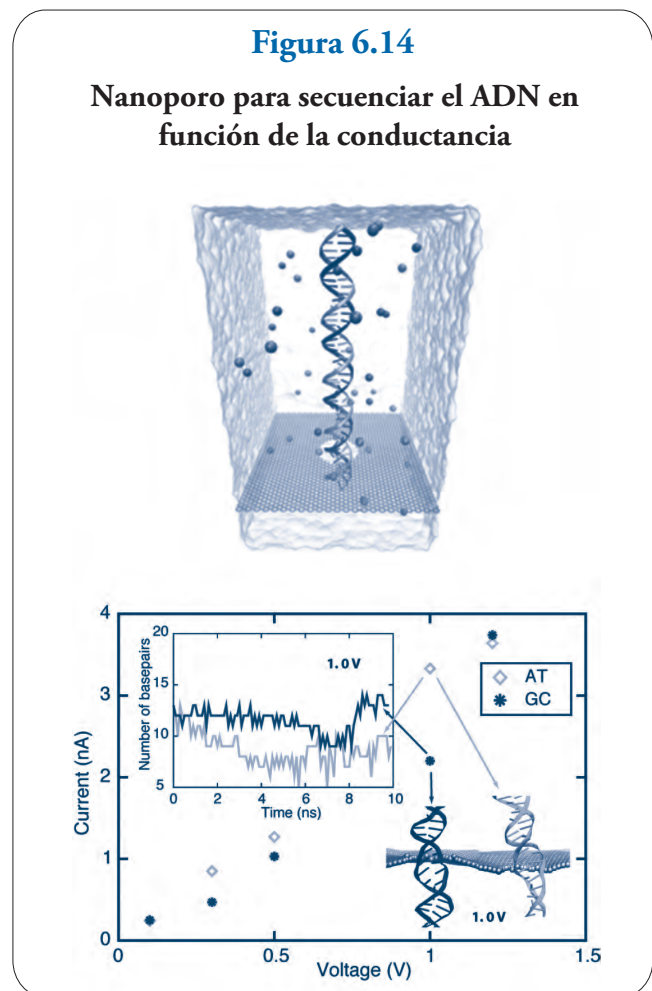 Figura 6.14
Nanoporo para secuenciar el ADN en
función de la conductancia
4
3
2
1
0
Current (nA)
0
0.5
1
1.5
Voltage (V)
20
15
10
5
Number of basepairs
0
2
4
6
8
10
Time (ns)
1.0 V
AT
GC
1.0 V